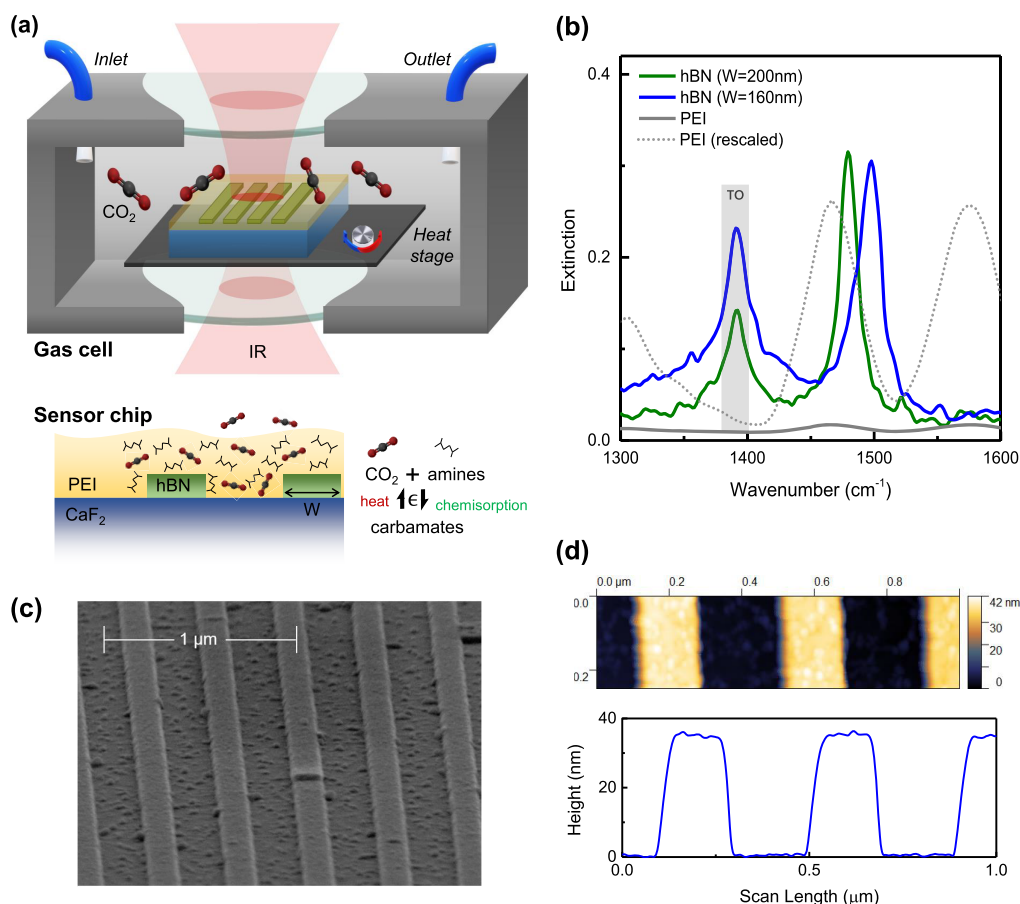 (a)
Inlet
Outlet
CO2
Heat
stage
Gas cell
IR
Sensor chip
PEI
hBN
CaF2
W
CO2 + amines
heat
ϵ
chemisorption
carbamates
(b)
hBN (W=200nm)
hBN (W=160nm)
PEI
PEI (rescaled)
TO
0.4
0.2
0.0
Extinction
1300
1400
1500
1600
Wavenumber (cm-1)
(c)
1 µm
(d)
0.0 µm
0.2
0.4
0.6
0.8
0.0
0.2
42 nm
30
20
0
40
20
0
Height (nm)
0.0
0.5
1.0
Scan Length (µm)